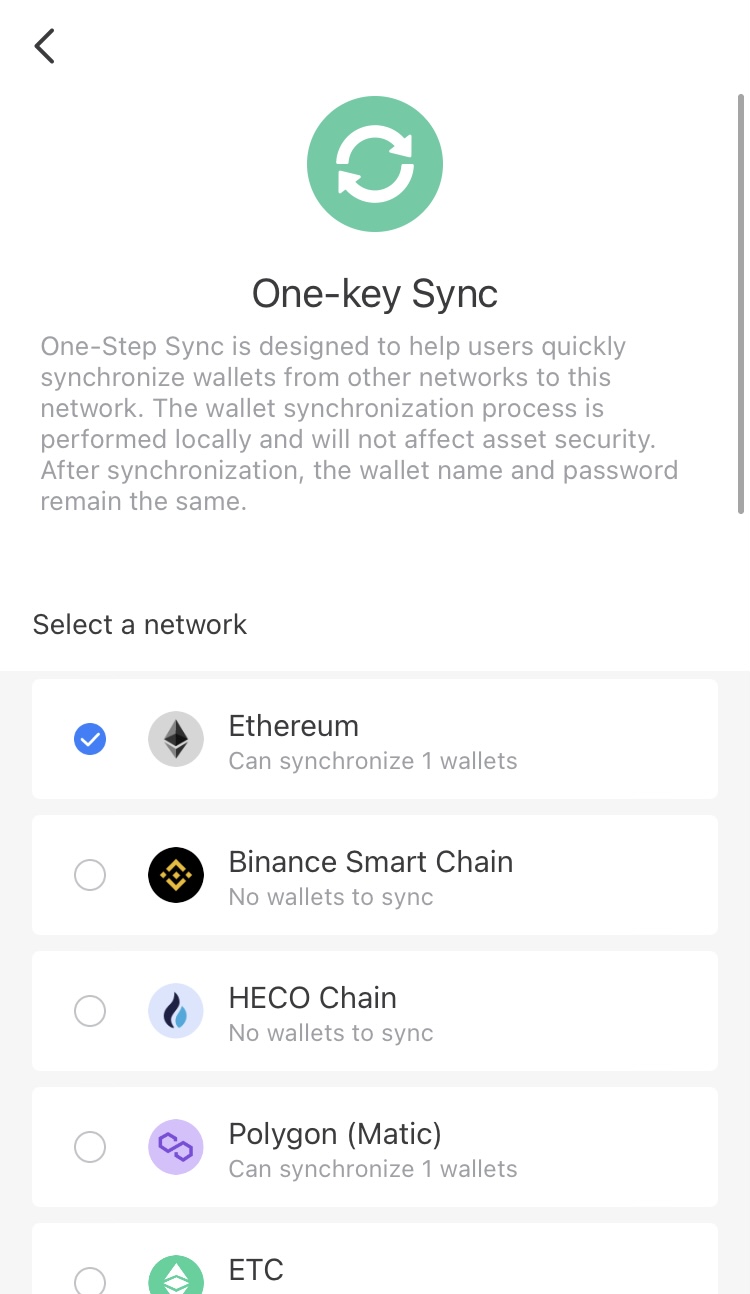 One-key Sync
One-Step Sync is designed to help users quickly
synchronize wallets from other networks to this
network. The wallet synchronization process is
performed locally and will not affect asset security.
After synchronization, the wallet name and password
remain the same.
Select a network
Ethereum
Can synchronize 1 wallets
Binance Smart Chain
No wallets to sync
HECO Chain
No wallets to sync
Polygon (Matic)
Can synchronize 1 wallets
ETC